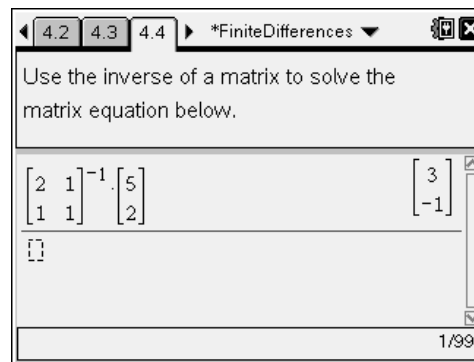 4.2 4.3 4.4 *FiniteDifferences
Use the inverse of a matrix to solve the
matrix equation below.
[2 1; 1 1]⁻¹·[5; 2] [3; -1]
1/99